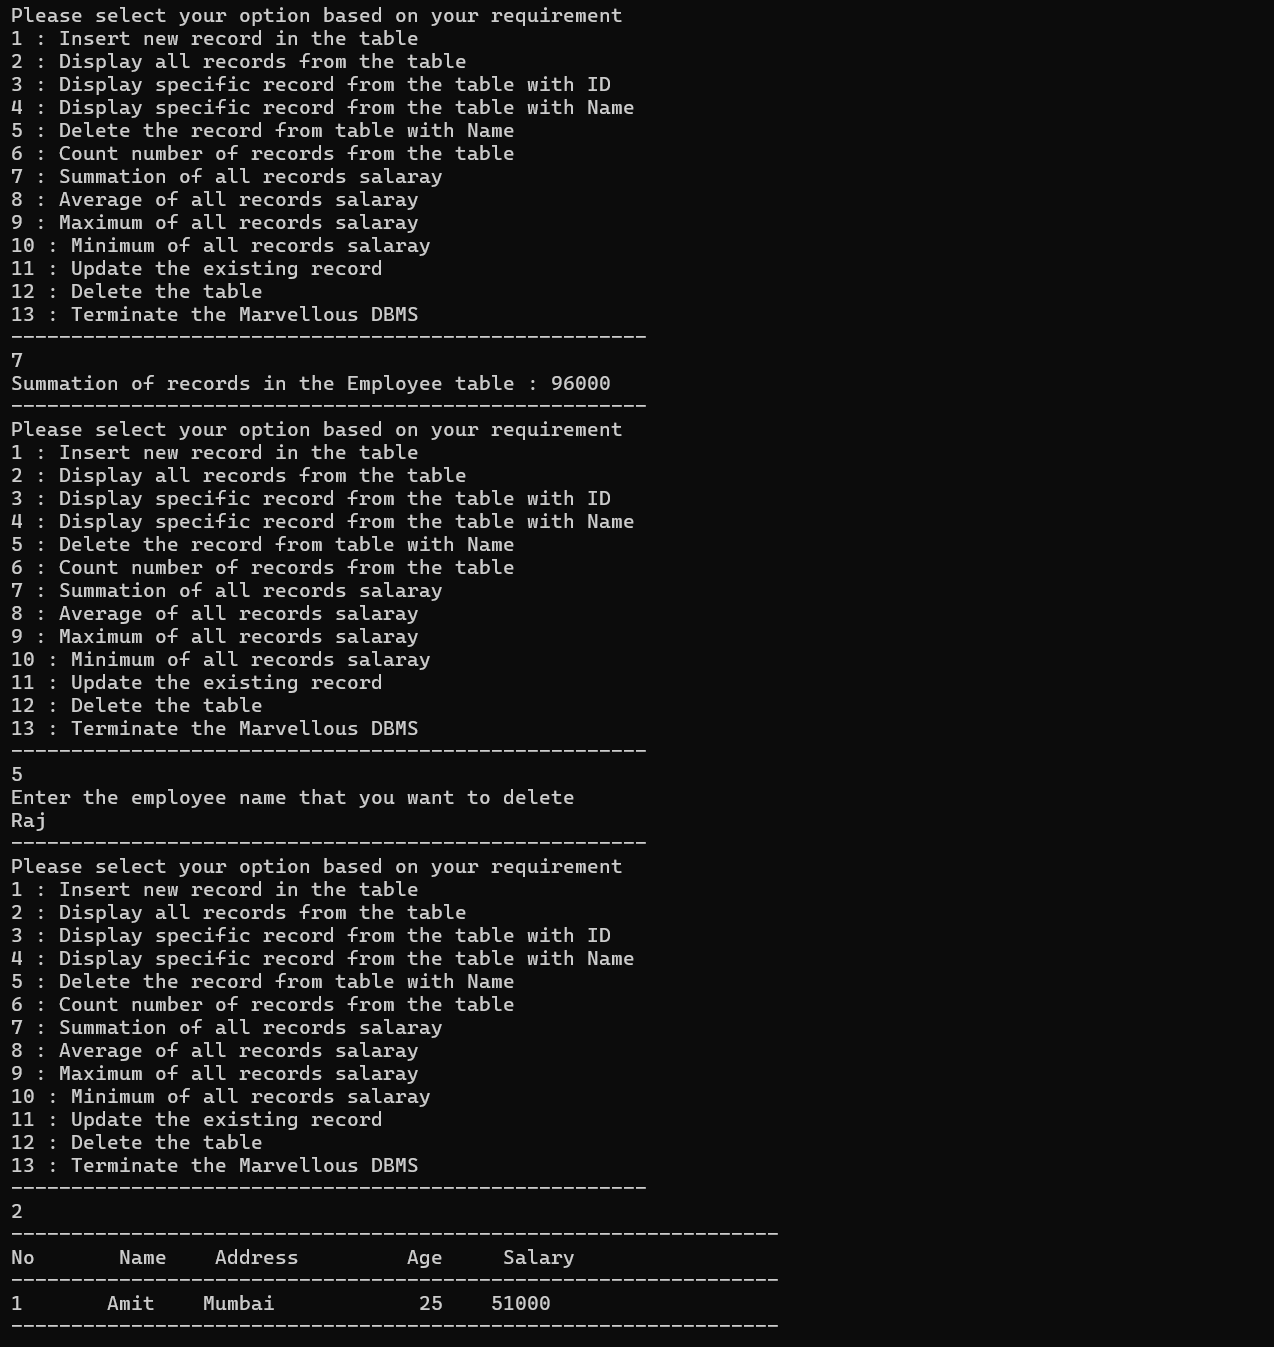 Please select your option based on your requirement
1 : Insert new record in the table
2 : Display all records from the table
3 : Display specific record from the table with ID
4 : Display specific record from the table with Name
5 : Delete the record from table with Name
6 : Count number of records from the table
7 : Summation of all records salaray
8 : Average of all records salaray
9 : Maximum of all records salaray
10 : Minimum of all records salaray
11 : Update the existing record
12 : Delete the table
13 : Terminate the Marvellous DBMS
-----------------------------------------------------
7
Summation of records in the Employee table : 96000
-----------------------------------------------------
Please select your option based on your requirement
1 : Insert new record in the table
2 : Display all records from the table
3 : Display specific record from the table with ID
4 : Display specific record from the table with Name
5 : Delete the record from table with Name
6 : Count number of records from the table
7 : Summation of all records salaray
8 : Average of all records salaray
9 : Maximum of all records salaray
10 : Minimum of all records salaray
11 : Update the existing record
12 : Delete the table
13 : Terminate the Marvellous DBMS
-----------------------------------------------------
5
Enter the employee name that you want to delete
Raj
-----------------------------------------------------
Please select your option based on your requirement
1 : Insert new record in the table
2 : Display all records from the table
3 : Display specific record from the table with ID
4 : Display specific record from the table with Name
5 : Delete the record from table with Name
6 : Count number of records from the table
7 : Summation of all records salaray
8 : Average of all records salaray
9 : Maximum of all records salaray
10 : Minimum of all records salaray
11 : Update the existing record
12 : Delete the table
13 : Terminate the Marvellous DBMS
-----------------------------------------------------
2
----------------------------------------------------------------
No       Name    Address         Age     Salary
----------------------------------------------------------------
1       Amit    Mumbai            25    51000
----------------------------------------------------------------